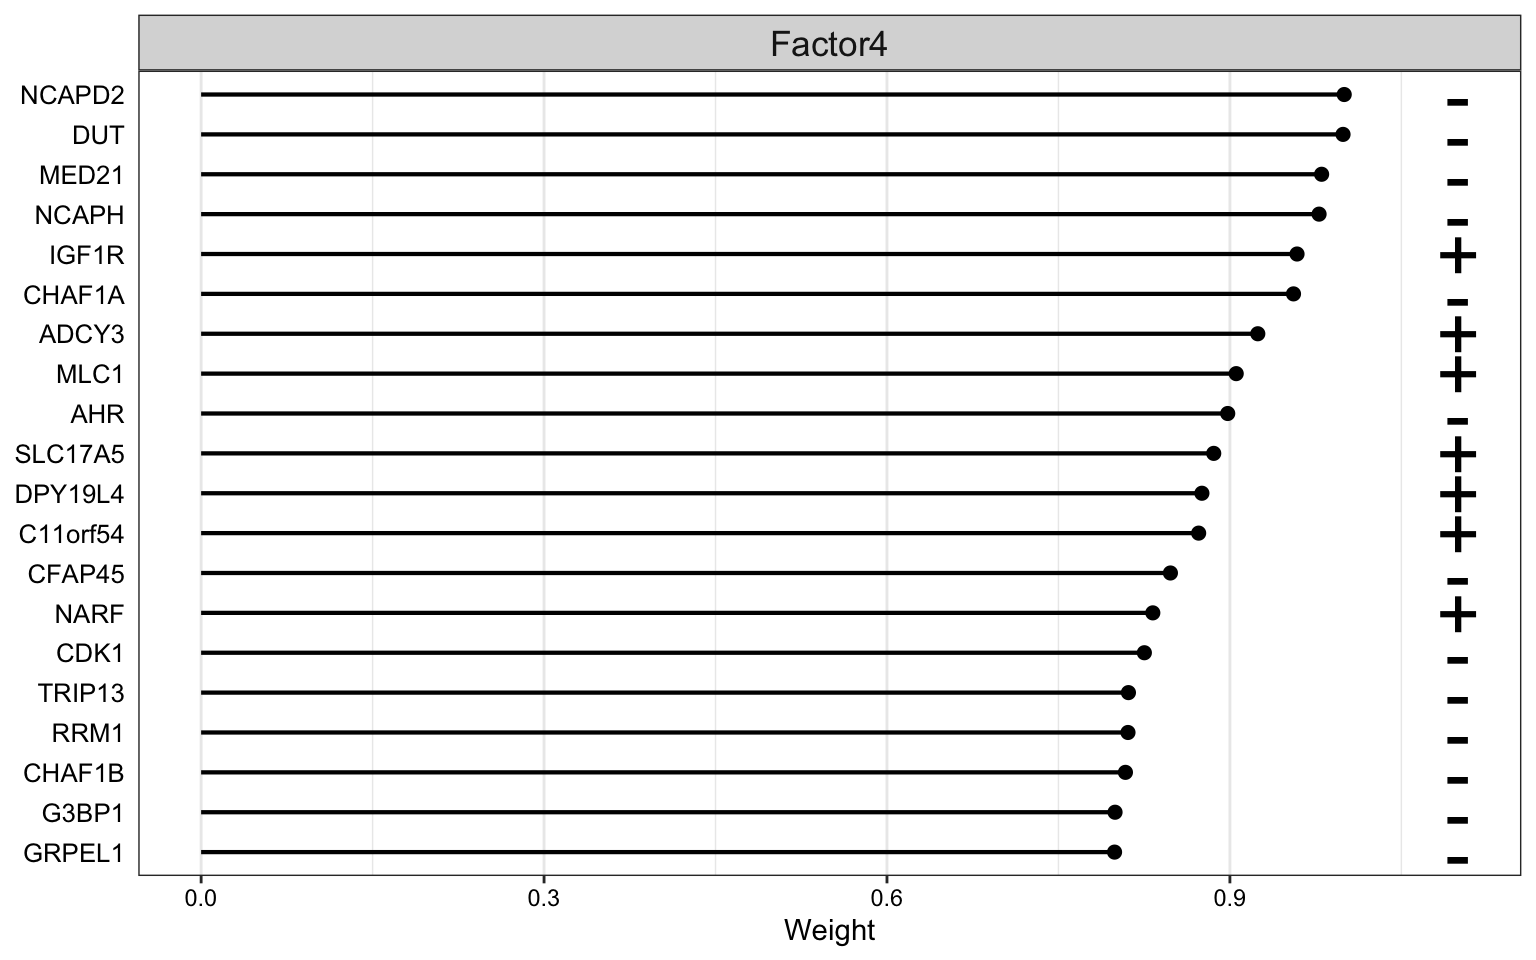 Factor4
NCAPD2 -
DUT -
MED21 -
NCAPH -
IGF1R +
CHAF1A -
ADCY3 +
MLC1 +
AHR -
SLC17A5 +
DPY19L4 +
C11orf54 +
CFAP45 -
NARF +
CDK1 -
TRIP13 -
RRM1 -
CHAF1B -
G3BP1 -
GRPEL1 -
0.0 0.3 0.6 0.9
Weight